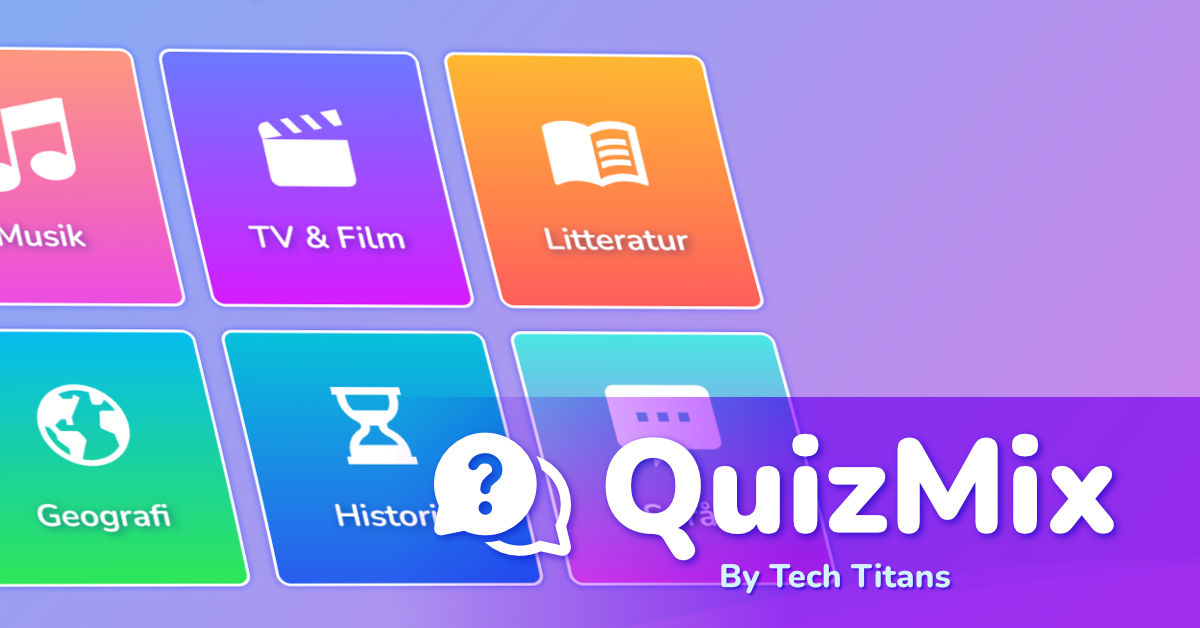 Musik
TV & Film
Litteratur
Geografi
Histori
QuizMix
By Tech Titans